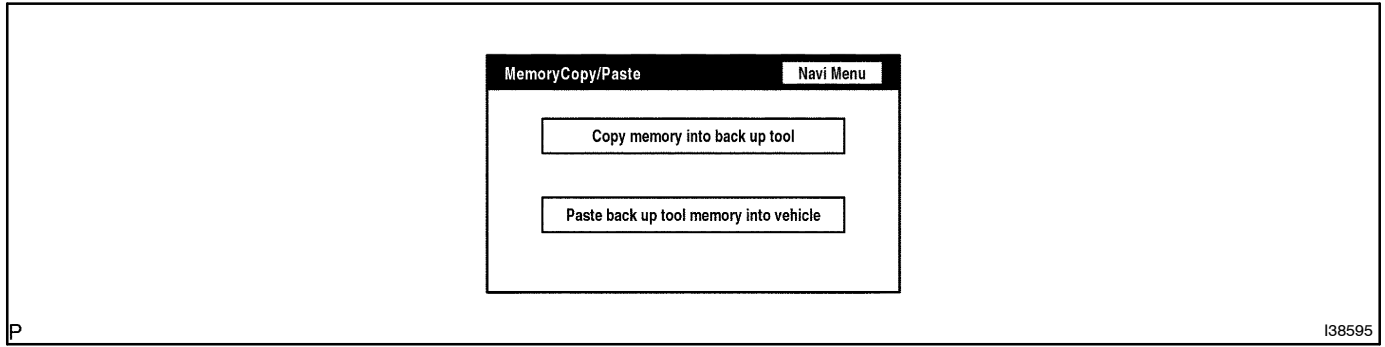 MemoryCopy/Paste
Navi Menu
Copy memory into back up tool
Paste back up tool memory into vehicle
P
I38595